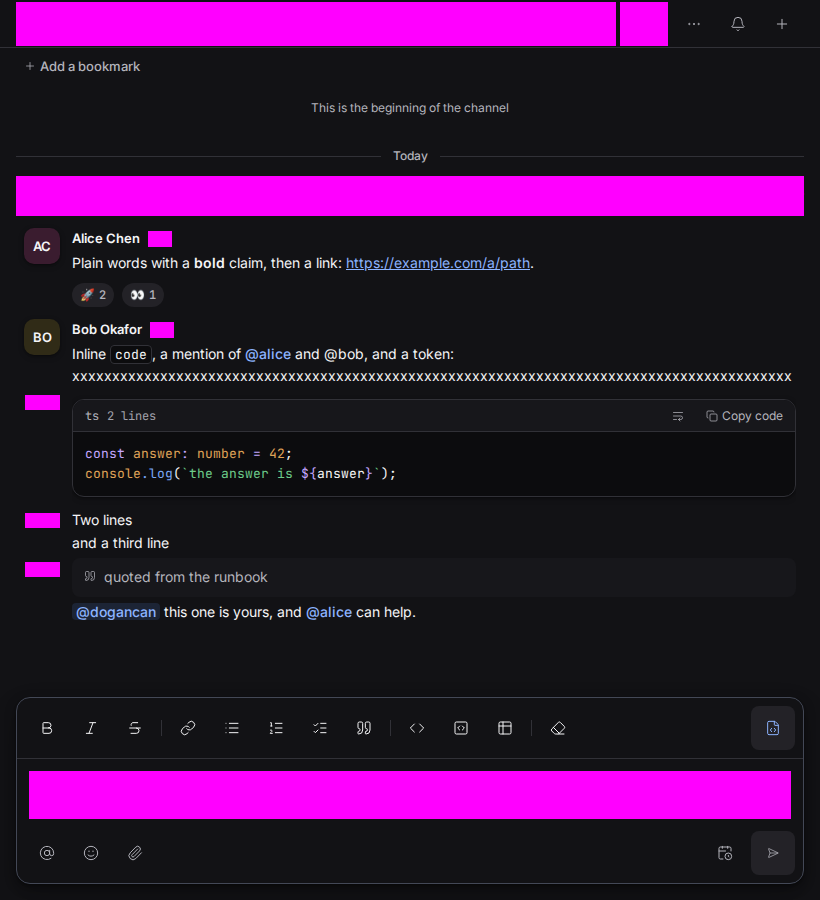 + Add a bookmark
This is the beginning of the channel
Today
AC Alice Chen
Plain words with a bold claim, then a link: https://example.com/a/path.
🚀 2 👀 1
BO Bob Okafor
Inline code, a mention of @alice and @bob, and a token:
xxxxxxxxxxxxxxxxxxxxxxxxxxxxxxxxxxxxxxxxxxxxxxxxxxxxxxxxxxxxxxxxxxxxxxxxxxxxxxxxxxxxxxxxxx
ts 2 lines Copy code
const answer: number = 42;
console.log(`the answer is ${answer}`);
Two lines
and a third line
quoted from the runbook
@dogancan this one is yours, and @alice can help.